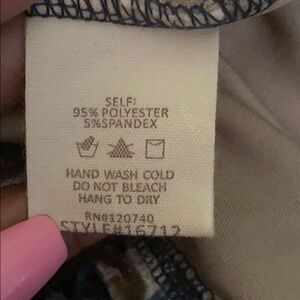 SELF:
95% POLYESTER
5%SPANDEX
HAND WASH COLD
DO NOT BLEACH
HANG TO DRY
RN#120740
STYLE#16712